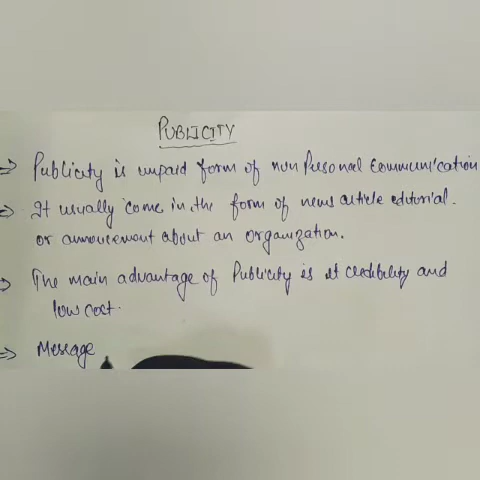 PUBLICITY
⇒ Publicity is unpaid form of non Personal Communication
⇒ It usually come in the form of news article editorial.
or announcement about an organization.
⇒ The main advantage of Publicity is it credibility and
low cost.
⇒ Message